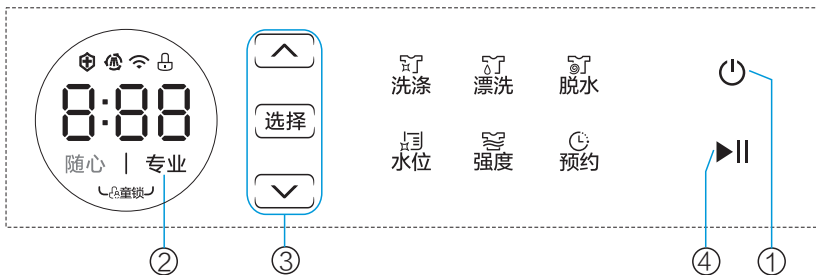 8:88
随心 | 专业
童锁
选择
洗涤 漂洗 脱水
水位 强度 预约
② ③ ④ ①